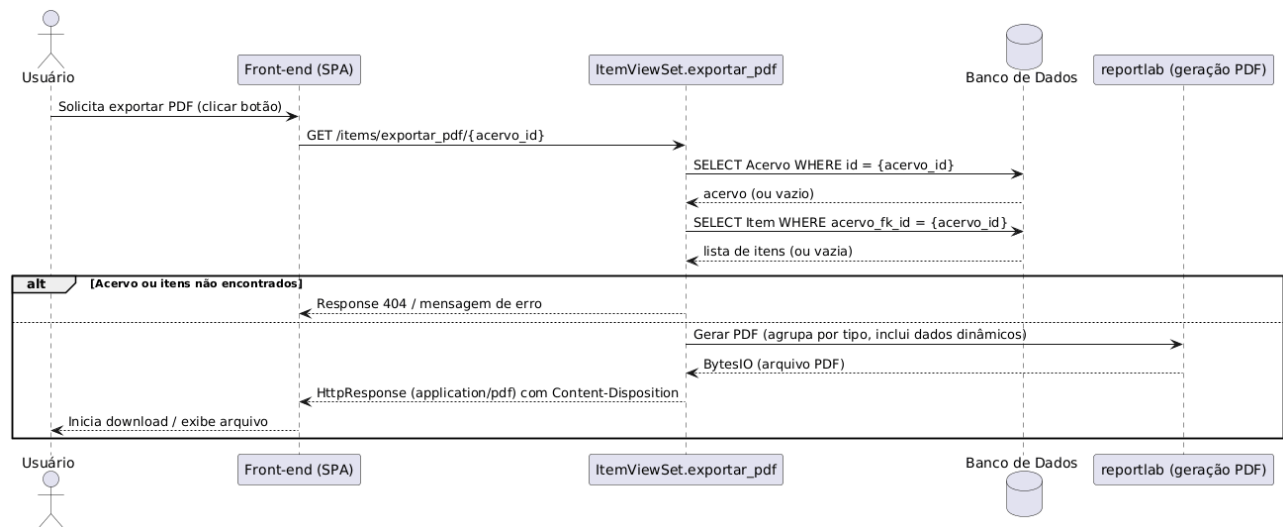 Usuário
Front-end (SPA)
ItemViewSet.exportar_pdf
Banco de Dados
reportlab (geração PDF)
Solicita exportar PDF (clicar botão)
GET /items/exportar_pdf/{acervo_id}
SELECT Acervo WHERE id = {acervo_id}
acervo (ou vazio)
SELECT Item WHERE acervo_fk_id = {acervo_id}
lista de itens (ou vazia)
alt [Acervo ou itens não encontrados]
Response 404 / mensagem de erro
Gerar PDF (agrupa por tipo, inclui dados dinâmicos)
BytesIO (arquivo PDF)
HttpResponse (application/pdf) com Content-Disposition
Inicia download / exibe arquivo
Usuário
Front-end (SPA)
ItemViewSet.exportar_pdf
Banco de Dados
reportlab (geração PDF)